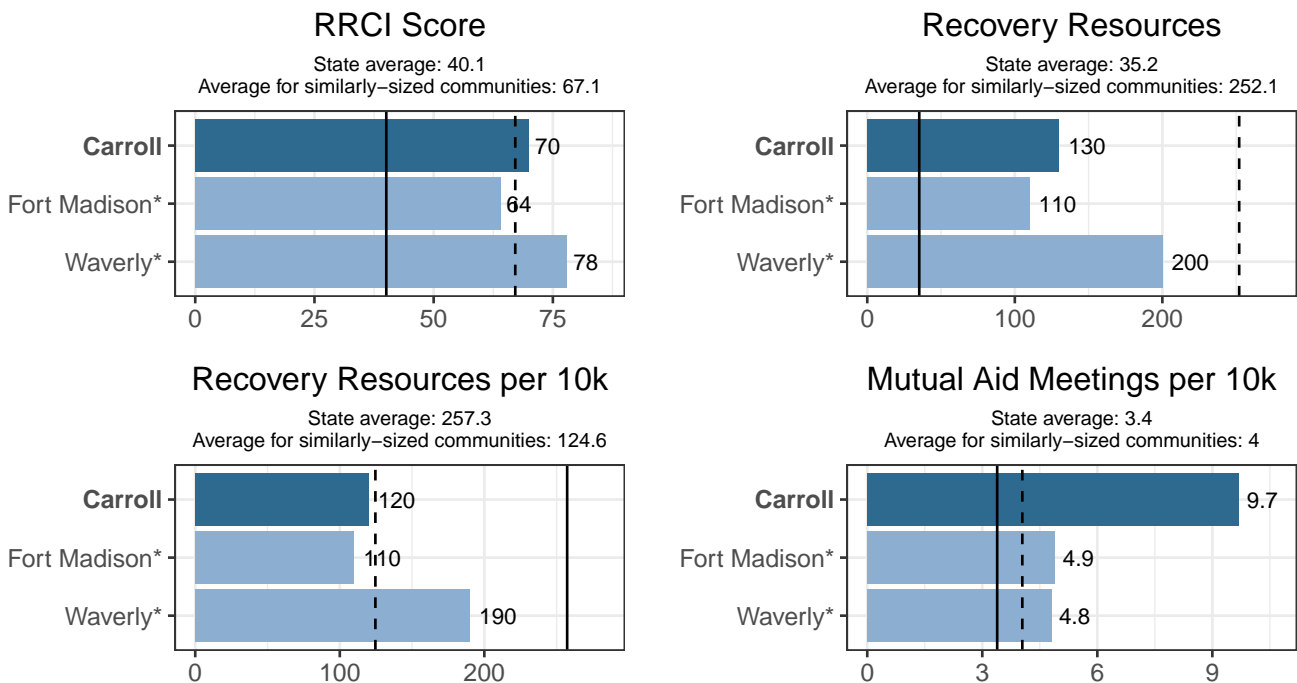 RRCI Score
State average: 40.1
Average for similarly−sized communities: 67.1
Carroll
70
Fort Madison*
64
Waverly*
78
0 25 50 75
Recovery Resources
State average: 35.2
Average for similarly−sized communities: 252.1
Carroll
130
Fort Madison*
110
Waverly*
200
0 100 200
Recovery Resources per 10k
State average: 257.3
Average for similarly−sized communities: 124.6
Carroll
120
Fort Madison*
110
Waverly*
190
0 100 200
Mutual Aid Meetings per 10k
State average: 3.4
Average for similarly−sized communities: 4
Carroll
9.7
Fort Madison*
4.9
Waverly*
4.8
0 3 6 9